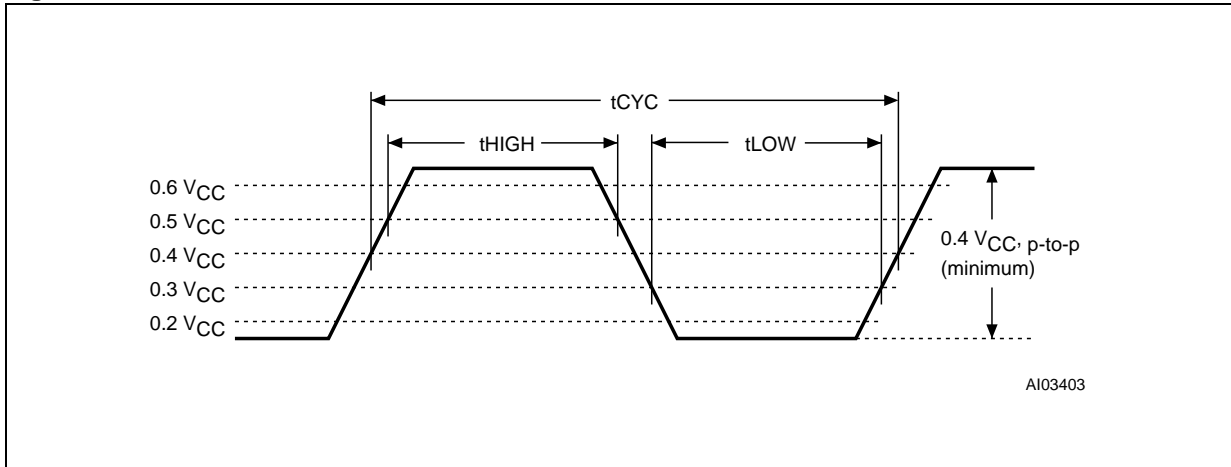 tCYC
tHIGH
tLOW
0.6 VCC
0.5 VCC
0.4 VCC
0.3 VCC
0.2 VCC
0.4 VCC, p-to-p
(minimum)
AI03403